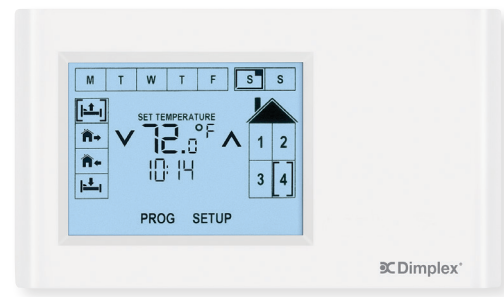 M T W T F S S
SET TEMPERATURE
72.0°F
10:14
1 2
3 4
PROG SETUP
Dimplex